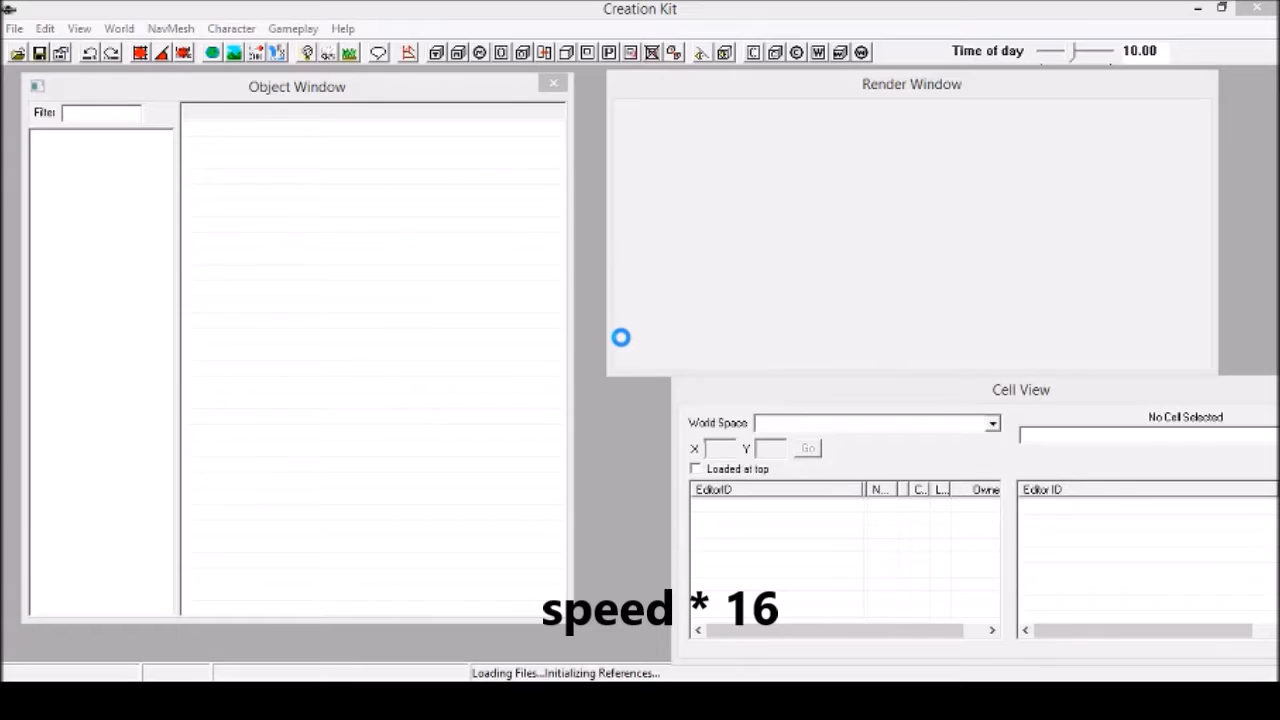 Creation Kit
File Edit View World NavMesh Character Gameplay Help
Time of day 10.00
Object Window
Filter
Render Window
Cell View
World Space
No Cell Selected
X Y Go
Loaded at top
EditorID N... C.. L.. Owne
Editor ID
speed * 16
Loading Files...Initializing References...